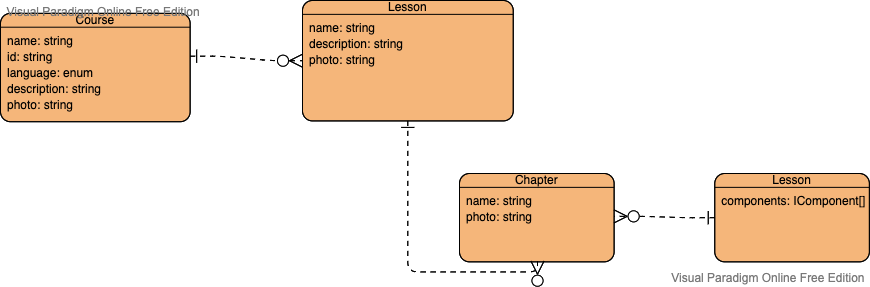 Visual Paradigm Online Free Edition
Course
name: string
id: string
language: enum
description: string
photo: string
Lesson
name: string
description: string
photo: string
Chapter
name: string
photo: string
Lesson
components: IComponent[]
Visual Paradigm Online Free Edition